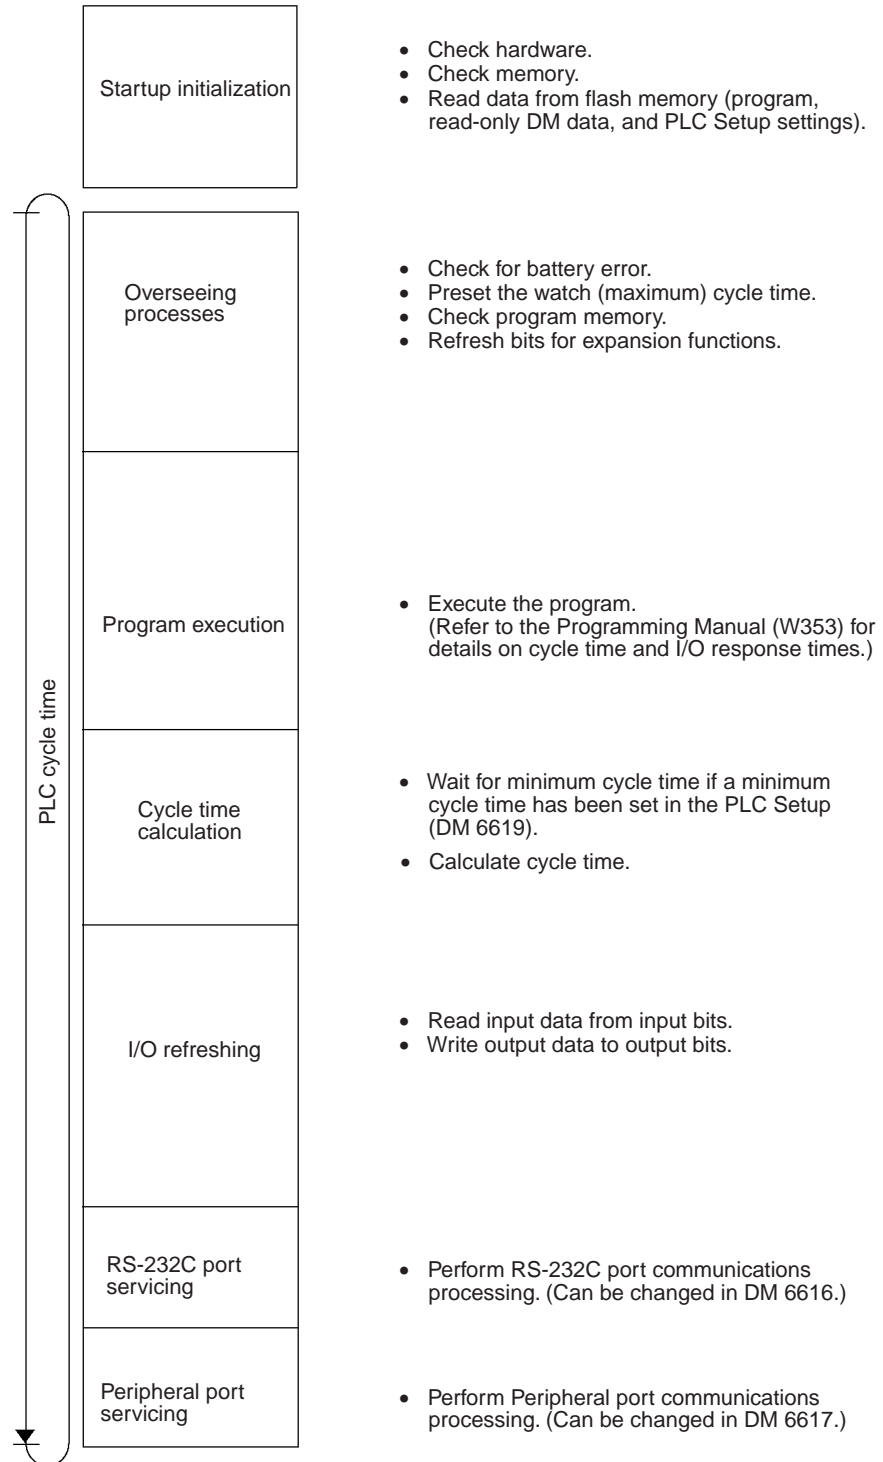 Startup initialization
• Check hardware.
• Check memory.
• Read data from flash memory (program,
read-only DM data, and PLC Setup settings).
PLC cycle time
Overseeing
processes
• Check for battery error.
• Preset the watch (maximum) cycle time.
• Check program memory.
• Refresh bits for expansion functions.
Program execution
• Execute the program.
(Refer to the Programming Manual (W353) for
details on cycle time and I/O response times.)
Cycle time
calculation
• Wait for minimum cycle time if a minimum
cycle time has been set in the PLC Setup
(DM 6619).
• Calculate cycle time.
I/O refreshing
• Read input data from input bits.
• Write output data to output bits.
RS-232C port
servicing
• Perform RS-232C port communications
processing. (Can be changed in DM 6616.)
Peripheral port
servicing
• Perform Peripheral port communications
processing. (Can be changed in DM 6617.)